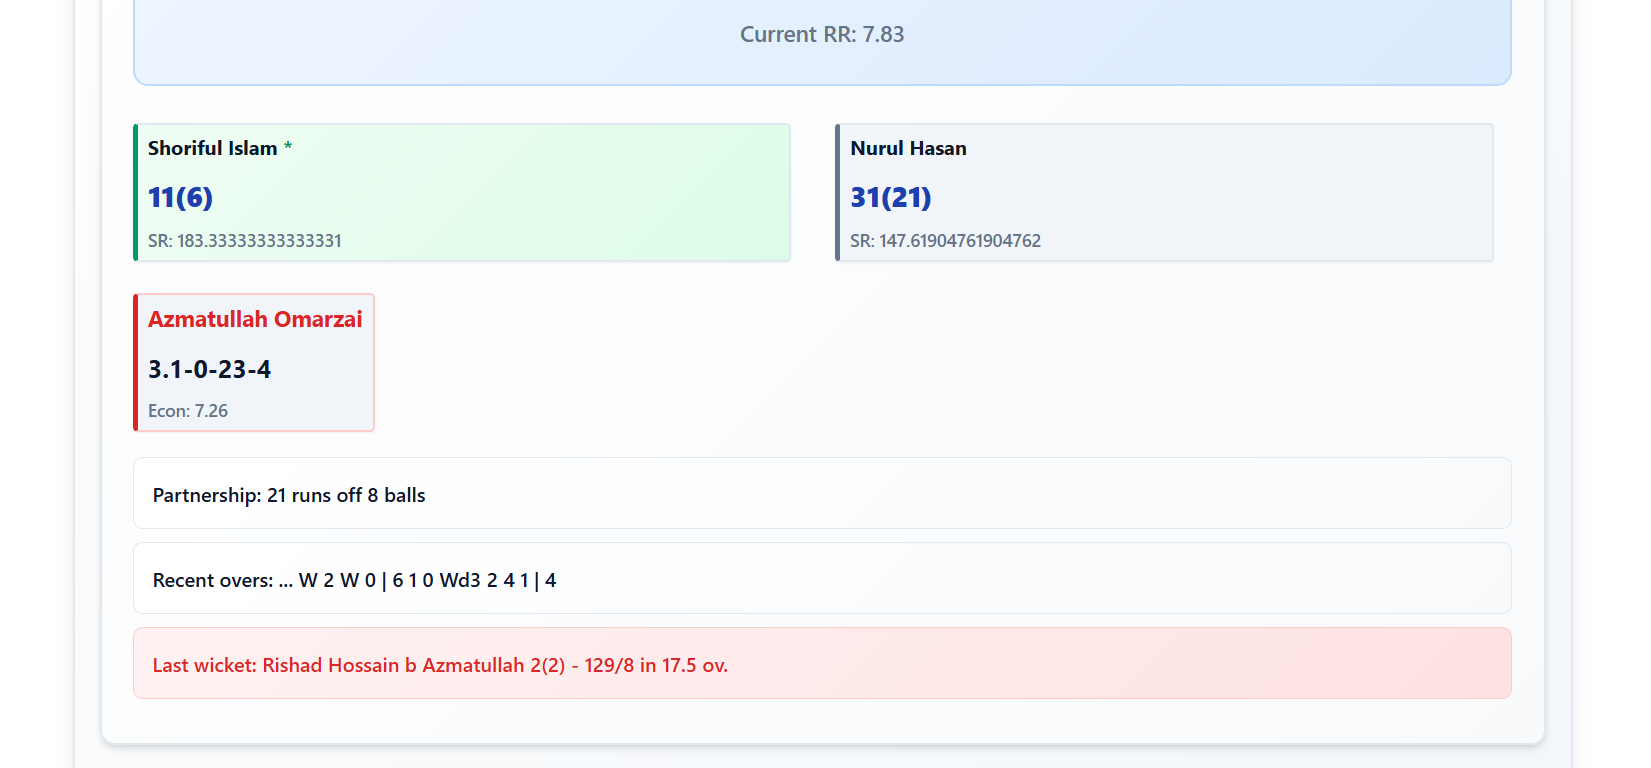 Current RR: 7.83
Shoriful Islam *
11(6)
SR: 183.33333333333331
Nurul Hasan
31(21)
SR: 147.61904761904762
Azmatullah Omarzai
3.1-0-23-4
Econ: 7.26
Partnership: 21 runs off 8 balls
Recent overs: ... W 2 W 0 | 6 1 0 Wd3 2 4 1 | 4
Last wicket: Rishad Hossain b Azmatullah 2(2) - 129/8 in 17.5 ov.